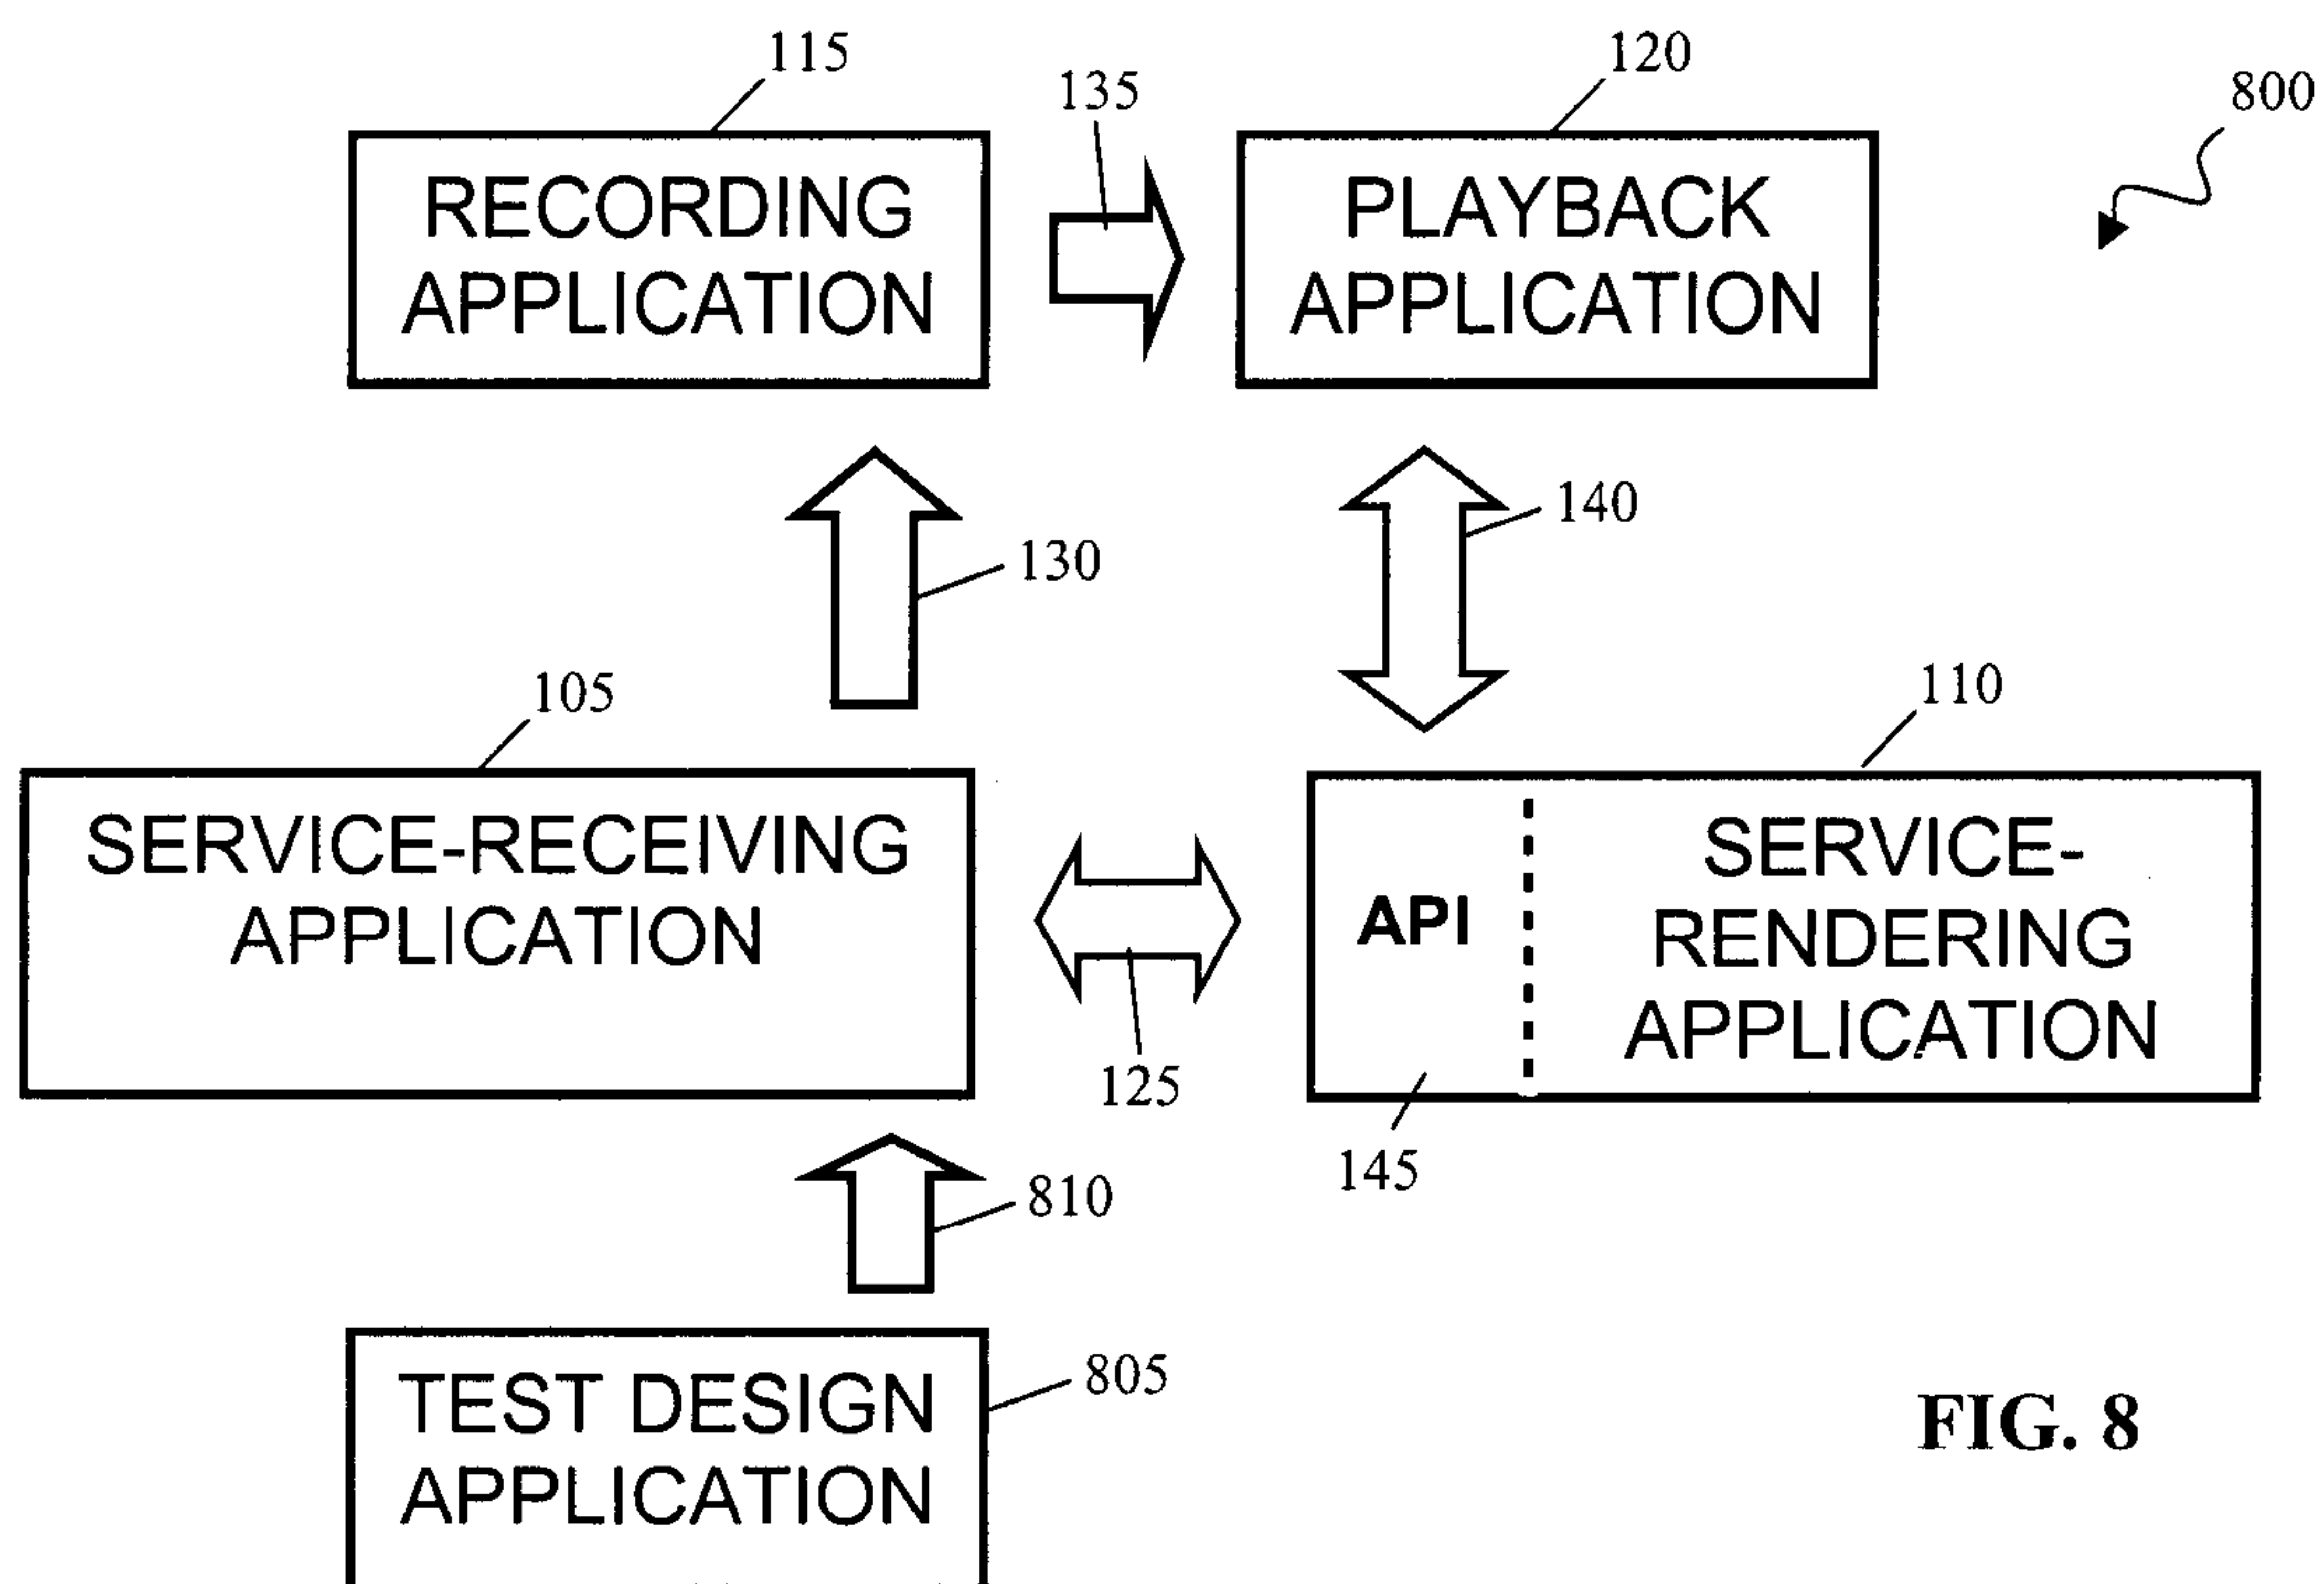 115
120
135
800
RECORDING
APPLICATION
PLAYBACK
APPLICATION
140
130
105
110
SERVICE-RECEIVING
APPLICATION
API
SERVICE-
RENDERING
APPLICATION
125
145
810
805
TEST DESIGN
APPLICATION
FIG. 8